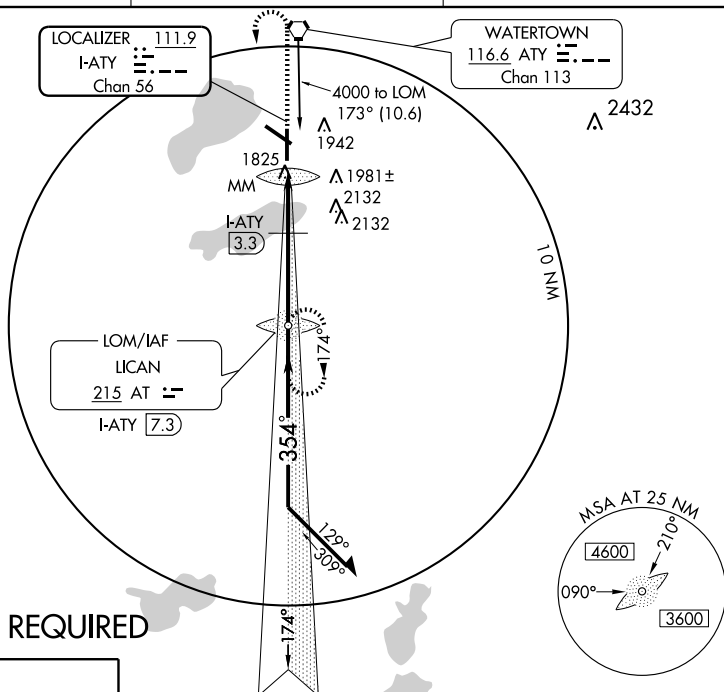 LOCALIZER 111.9
I-ATY
Chan 56
WATERTOWN
116.6 ATY
Chan 113
4000 to LOM
173° (10.6)
2432
1942
1825
MM
1981±
2132
2132
I-ATY
3.3
10 NM
LOM/IAF
LICAN
215 AT
I-ATY 7.3
174°
354°
129°
309°
174°
MSA AT 25 NM
210°
4600
090°
3600
REQUIRED